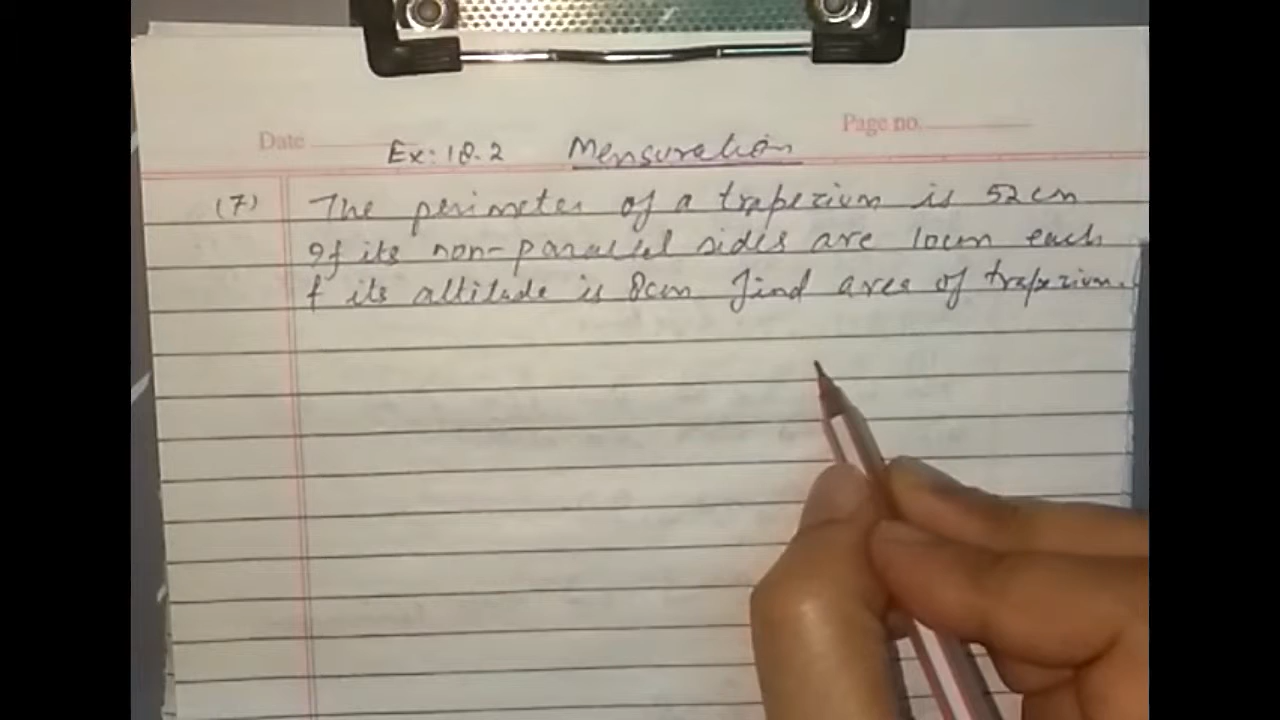 Date Page no.
Ex: 18.2 Mensuration
(7) The perimeter of a trapezium is 52cm
If its non-parallel sides are 10cm each
& its altitude is 8cm find area of trapezium.